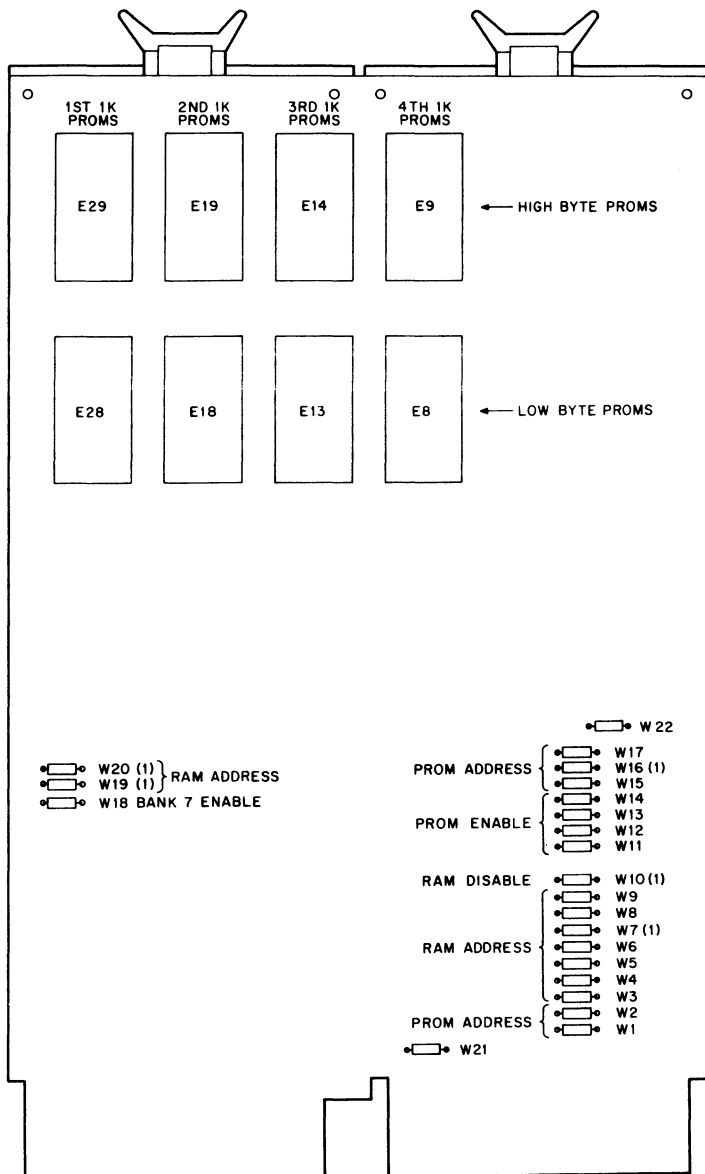 1ST 1K PROMS
2ND 1K PROMS
3RD 1K PROMS
4TH 1K PROMS
E29
E19
E14
E9
HIGH BYTE PROMS
E28
E18
E13
E8
LOW BYTE PROMS
W22
W20 (1)
W19 (1)
RAM ADDRESS
W18 BANK 7 ENABLE
PROM ADDRESS
W17
W16 (1)
W15
PROM ENABLE
W14
W13
W12
W11
RAM DISABLE
W10 (1)
RAM ADDRESS
W9
W8
W7 (1)
W6
W5
W4
W3
PROM ADDRESS
W2
W1
W21